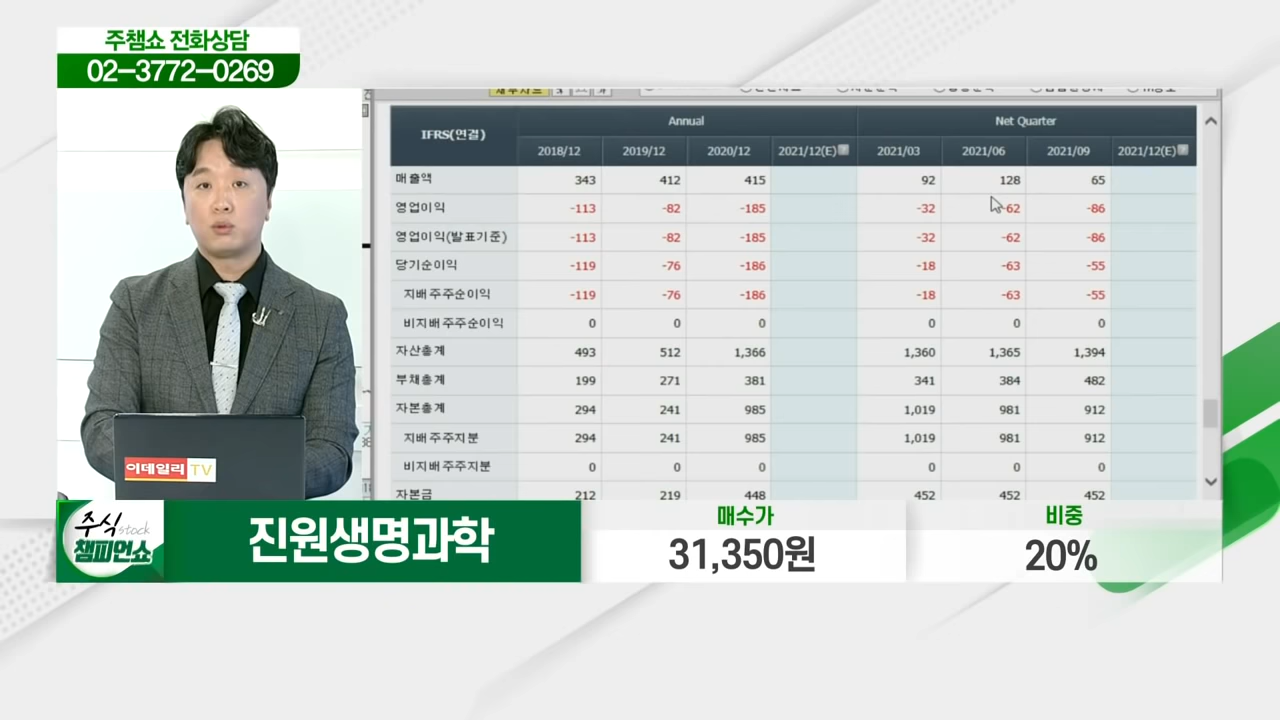 주챔쇼 전화상담
02-3772-0269
IFRS(연결) Annual Net Quarter
2018/12 2019/12 2020/12 2021/12(E) 2021/03 2021/06 2021/09 2021/12(E)
매출액 343 412 415 92 128 65
영업이익 -113 -82 -185 -32 -62 -86
영업이익(발표기준) -113 -82 -185 -32 -62 -86
당기순이익 -119 -76 -186 -18 -63 -55
지배주주순이익 -119 -76 -186 -18 -63 -55
비지배주주순이익 0 0 0 0 0 0
자산총계 493 512 1,366 1,360 1,365 1,394
부채총계 199 271 381 341 384 482
자본총계 294 241 985 1,019 981 912
지배주주지분 294 241 985 1,019 981 912
비지배주주지분 0 0 0 0 0 0
자본금 212 219 448 452 452 452
이데일리 TV
주식 stock
챔피언쇼
진원생명과학
매수가
31,350원
비중
20%